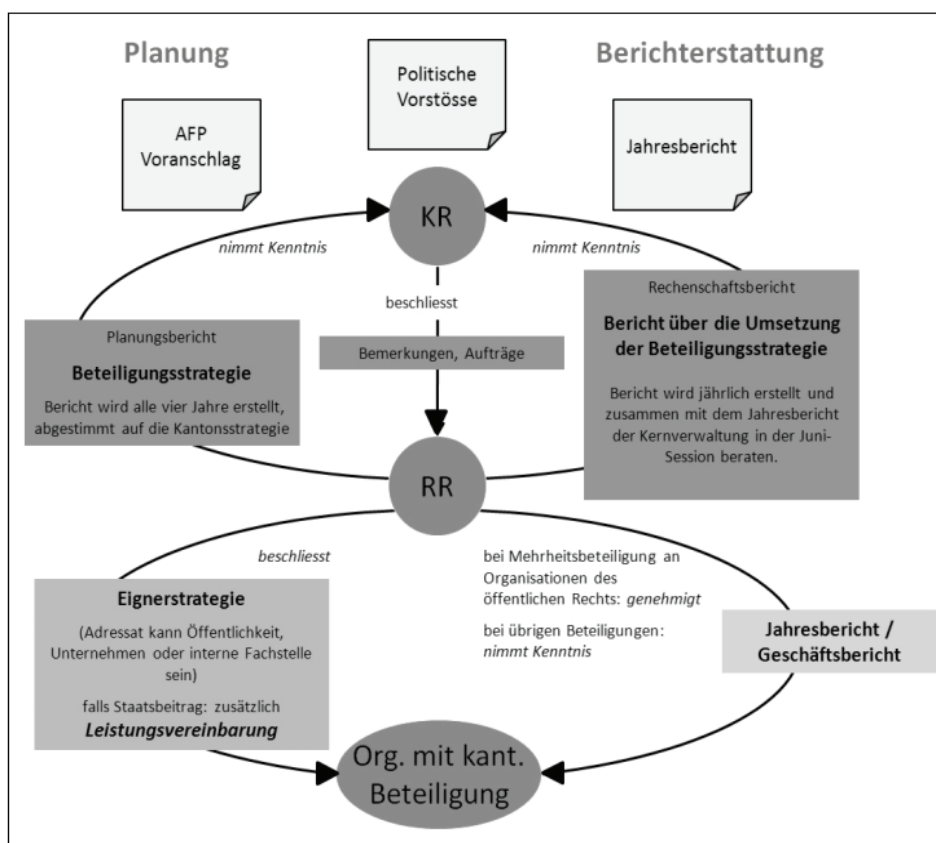 Planung
Politische
Vorstösse
Berichterstattung
AFP
Voranschlag
Jahresbericht
KR
nimmt Kenntnis
nimmt Kenntnis
beschliesst
Bemerkungen, Aufträge
Planungsbericht
Beteiligungsstrategie
Bericht wird alle vier Jahre erstellt,
abgestimmt auf die Kantonsstrategie
Rechenschaftsbericht
Bericht über die Umsetzung
der Beteiligungsstrategie
Bericht wird jährlich erstellt und
zusammen mit dem Jahresbericht
der Kernverwaltung in der Juni-
Session beraten.
RR
beschliesst
Eignerstrategie
(Adressat kann Öffentlichkeit,
Unternehmen oder interne Fachstelle
sein)
falls Staatsbeitrag: zusätzlich
Leistungsvereinbarung
bei Mehrheitsbeteiligung an
Organisationen des
öffentlichen Rechts: genehmigt
bei übrigen Beteiligungen:
nimmt Kenntnis
Jahresbericht /
Geschäftsbericht
Org. mit kant.
Beteiligung